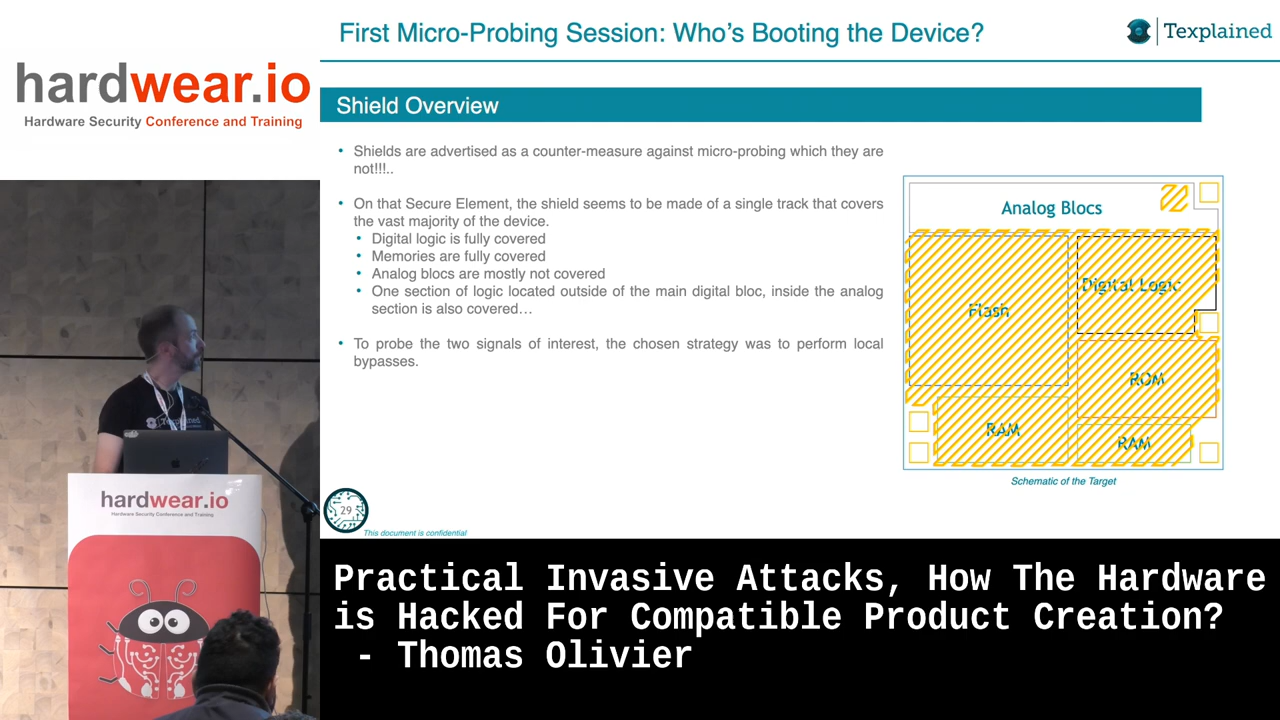 First Micro-Probing Session: Who's Booting the Device?
Texplained
hardwear.io
Hardware Security Conference and Training
Shield Overview
• Shields are advertised as a counter-measure against micro-probing which they are
not!!!..
• On that Secure Element, the shield seems to be made of a single track that covers
the vast majority of the device.
• Digital logic is fully covered
• Memories are fully covered
• Analog blocs are mostly not covered
• One section of logic located outside of the main digital bloc, inside the analog
section is also covered…
• To probe the two signals of interest, the chosen strategy was to perform local
bypasses.
Analog Blocs
Flash
Digital Logic
ROM
RAM
RAM
Schematic of the Target
29
This document is confidential
Texplained
hardwear.io
Hardware Security Conference and Training
Practical Invasive Attacks, How The Hardware
is Hacked For Compatible Product Creation?
- Thomas Olivier